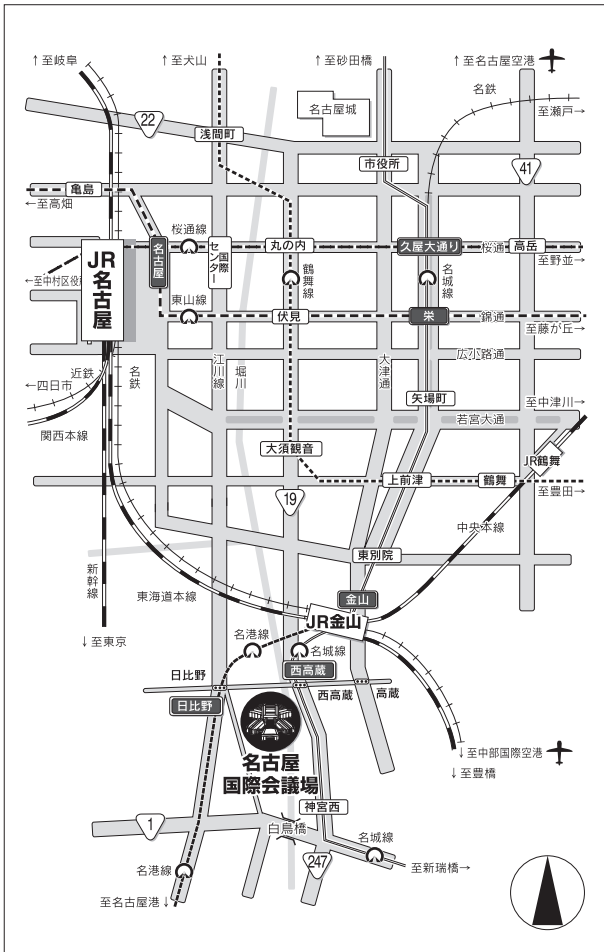 ↑至岐阜
↑至犬山
↑至砂田橋
↑至名古屋空港
名鉄
至瀬戸→
名古屋城
22
浅間町
市役所
41
亀島
←至高畑
名古屋
桜通線
国際センター
丸の内
久屋大通り
桜通
高岳
至野並→
JR名古屋
←至中村区役所
鶴舞線
名城線
東山線
伏見
栄
錦通
至藤が丘→
広小路通
近鉄
名鉄
江川線
堀川
大津通
←四日市
矢場町
至中津川→
関西本線
若宮大通
大須観音
JR鶴舞
上前津
鶴舞
至豊田→
19
中央本線
東別院
新幹線
東海道本線
金山
JR金山
↓至東京
名港線
名城線
日比野
西高蔵
西高蔵
高蔵
日比野
名古屋
国際会議場
↓至中部国際空港
↓至豊橋
神宮西
1
白鳥橋
名城線
247
名港線
至新瑞橋→
至名古屋港↓